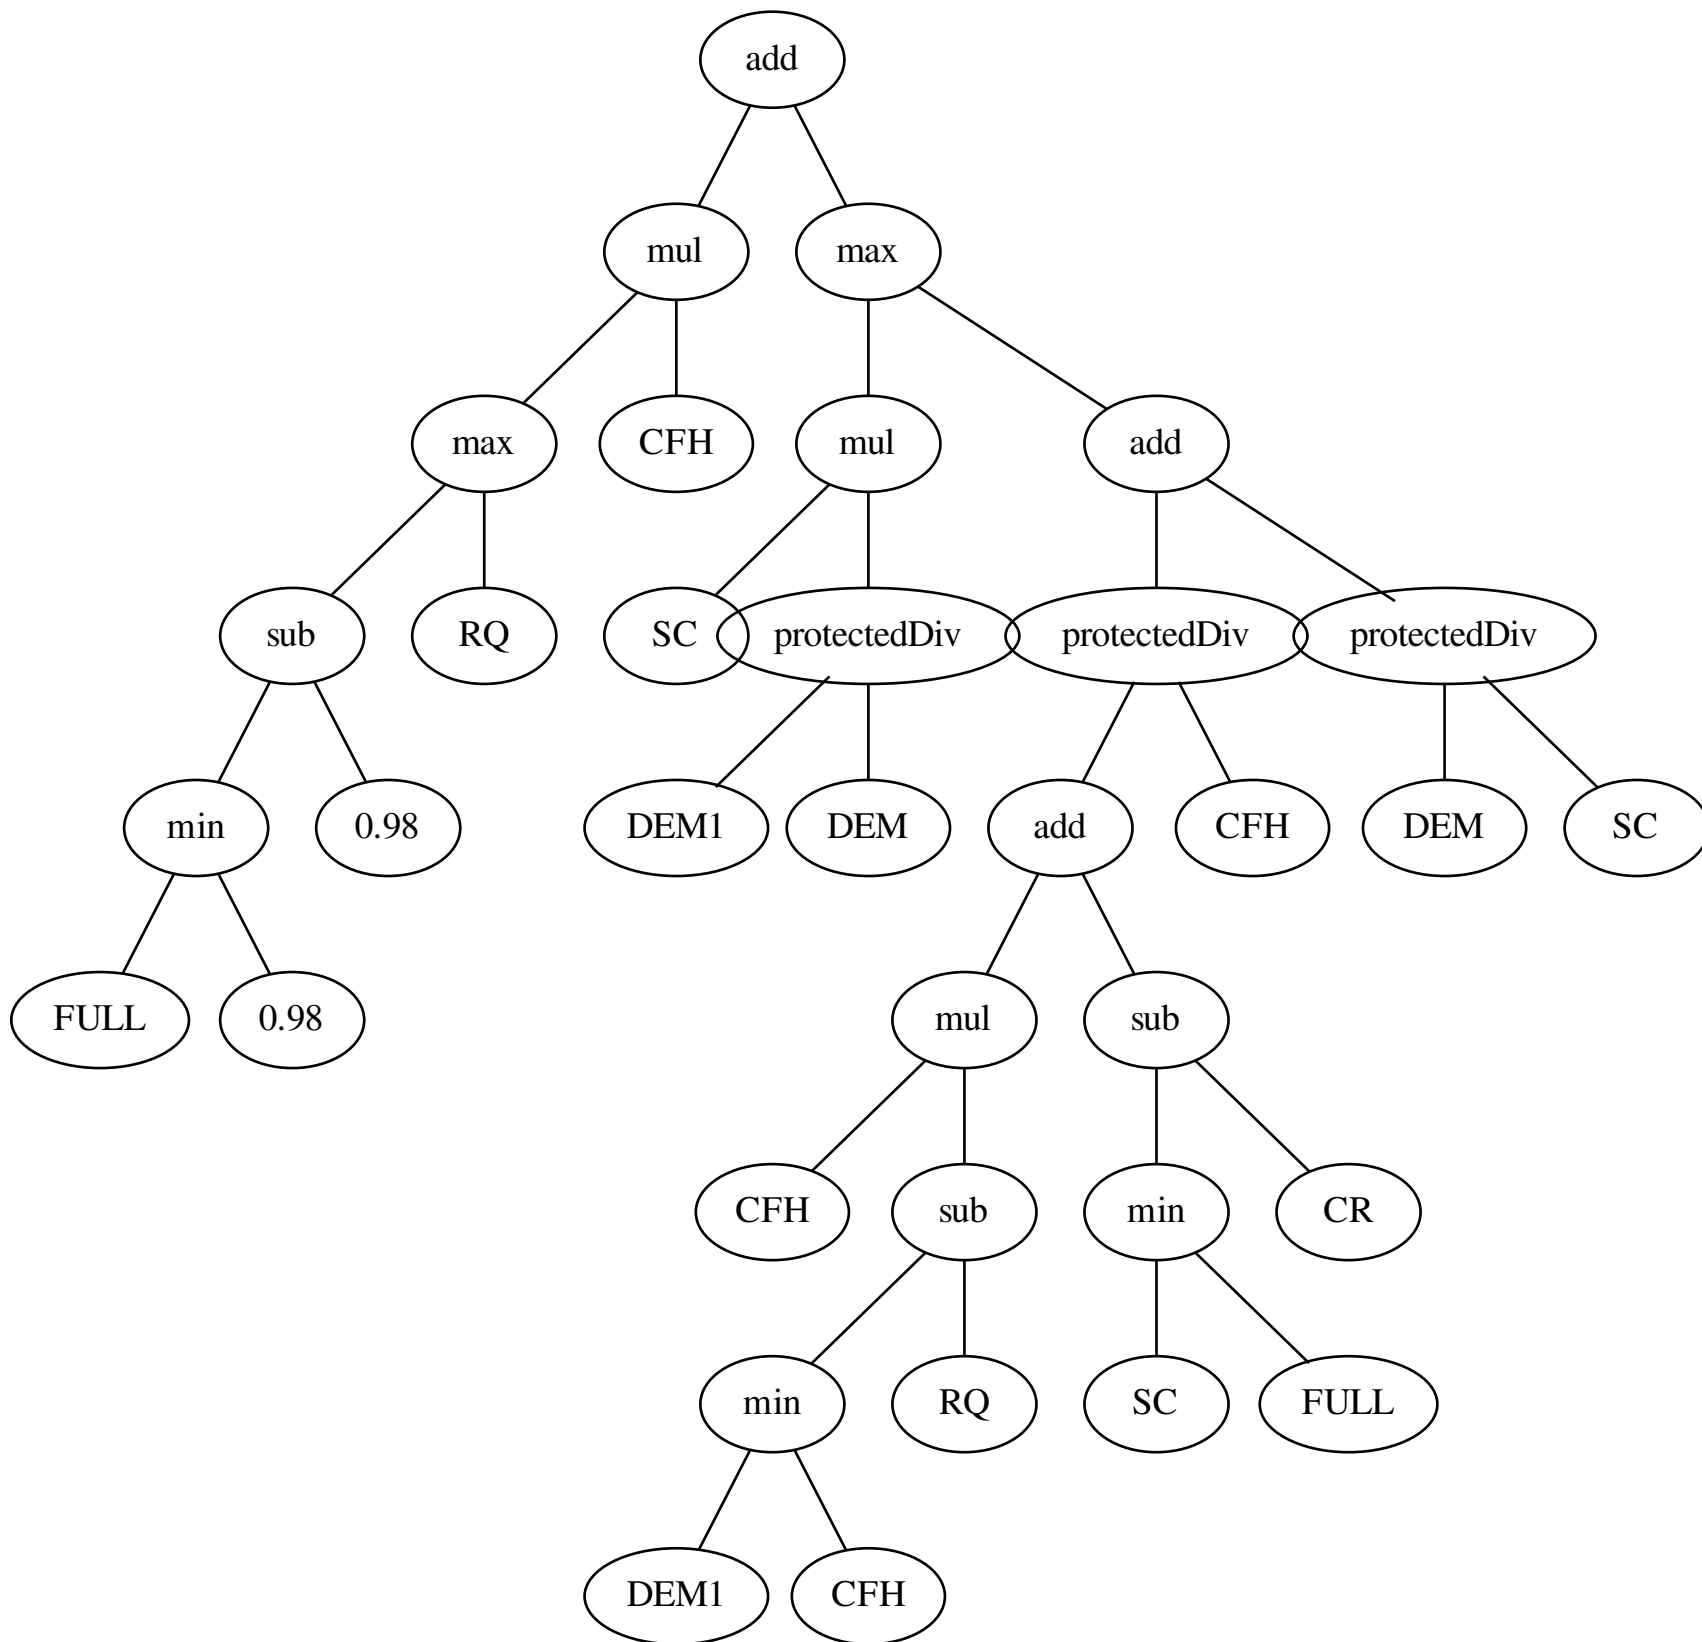 add
mul max
max CFH mul add
sub RQ SC protectedDiv protectedDiv protectedDiv
min 0.98 DEM1 DEM add CFH DEM SC
FULL 0.98 mul sub
CFH sub min CR
min RQ SC FULL
DEM1 CFH